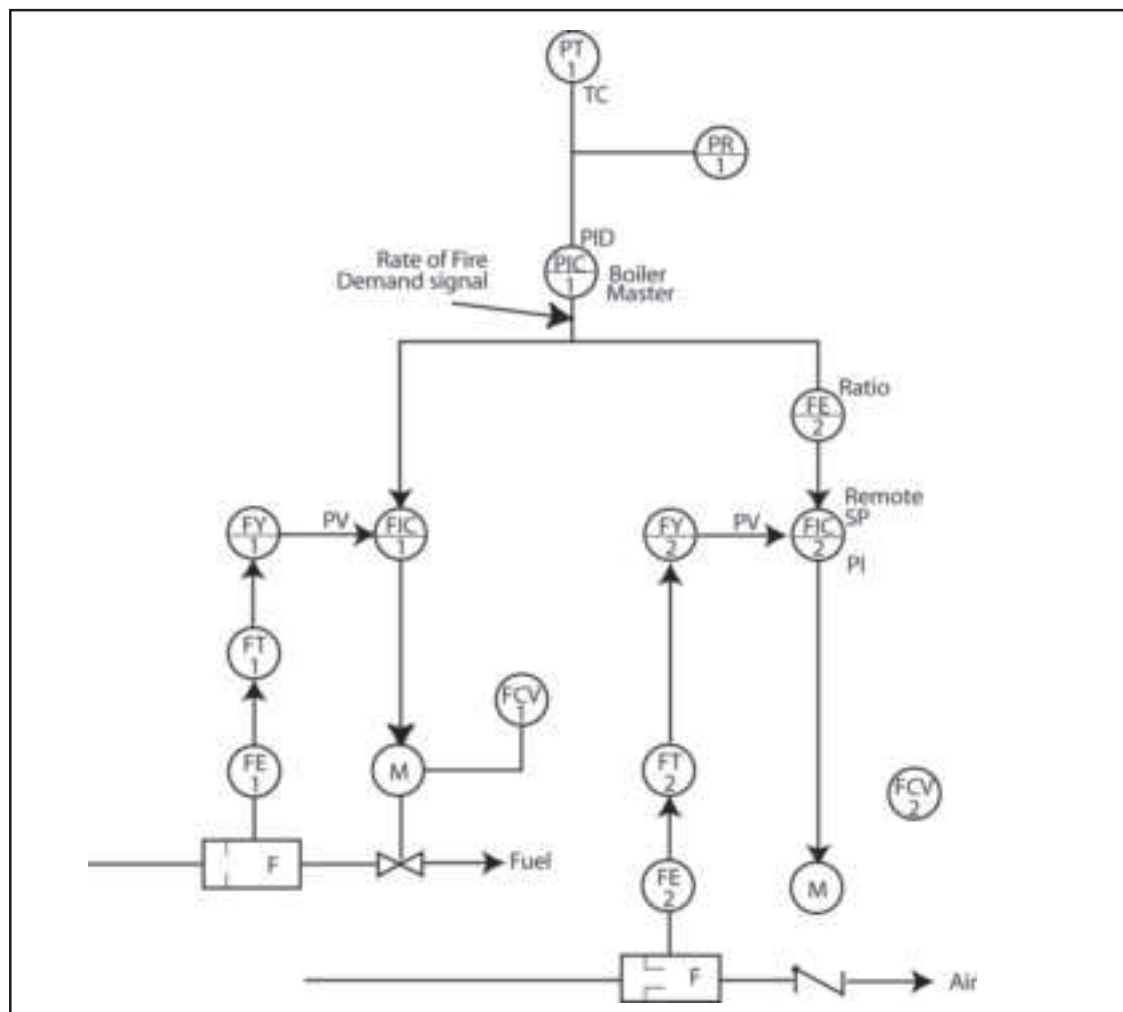 PT
1
TC
PR
1
PID
PIC
1
Boiler
Master
Rate of Fire
Demand signal
Ratio
FE
2
Remote
SP
FY
1
PV
FIC
1
FY
2
PV
FIC
2
PI
FT
1
FCV
1
FE
1
M
FT
2
FCV
2
F
Fuel
FE
2
M
F
Air